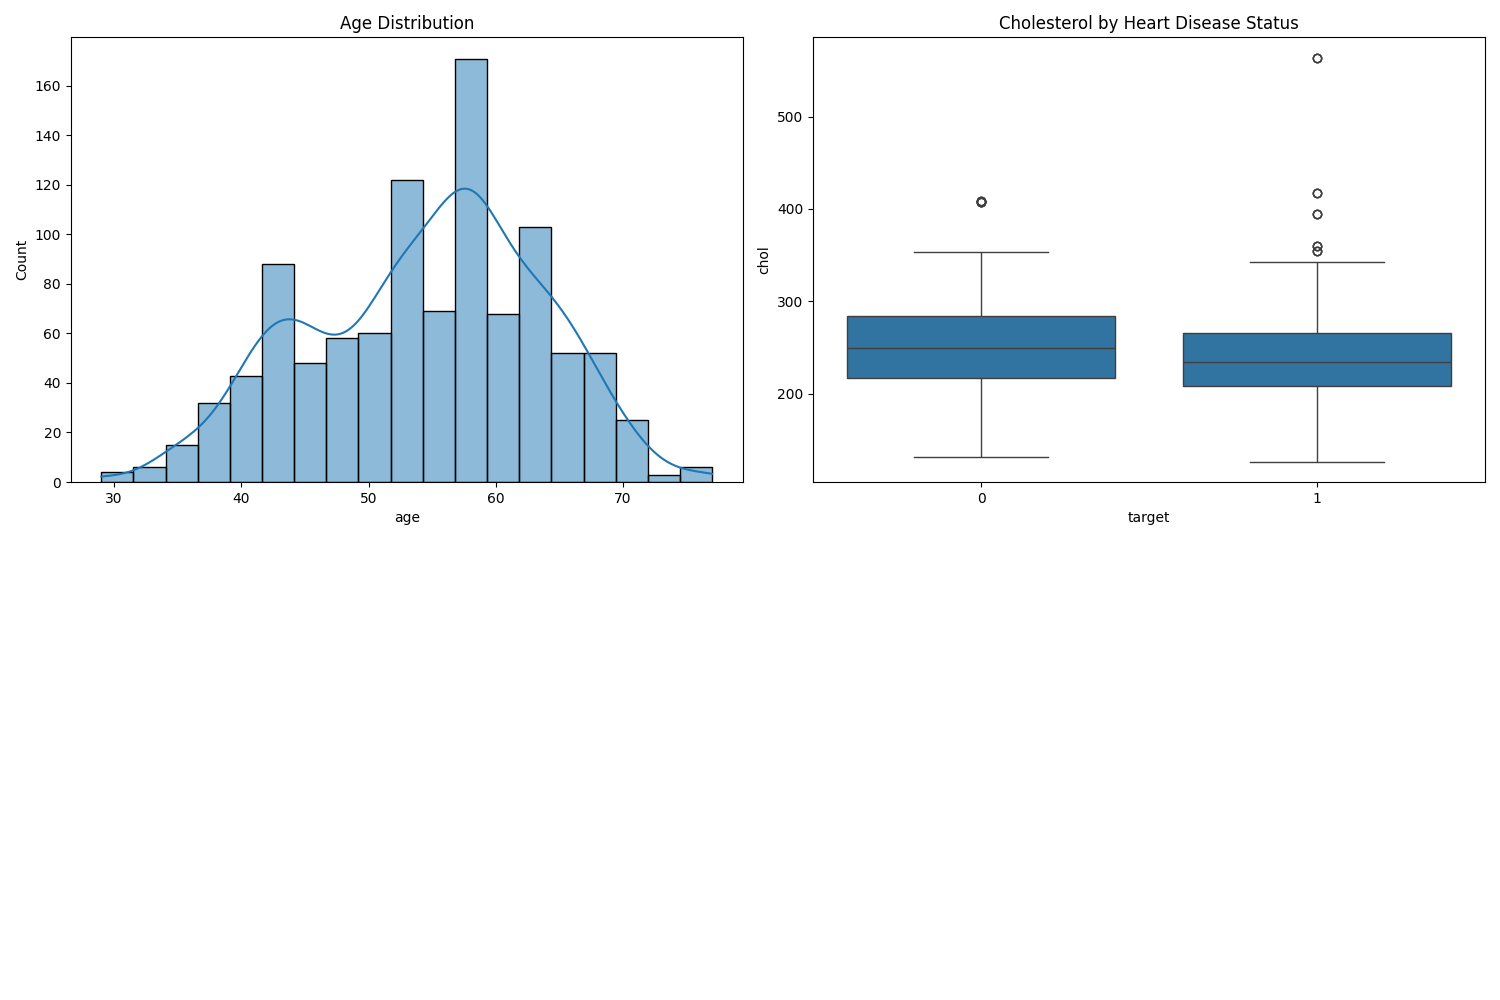 Age Distribution
160
140
120
100
80
60
40
20
0
Count
30 40 50 60 70
age
Cholesterol by Heart Disease Status
500
400
300
200
chol
0 1
target